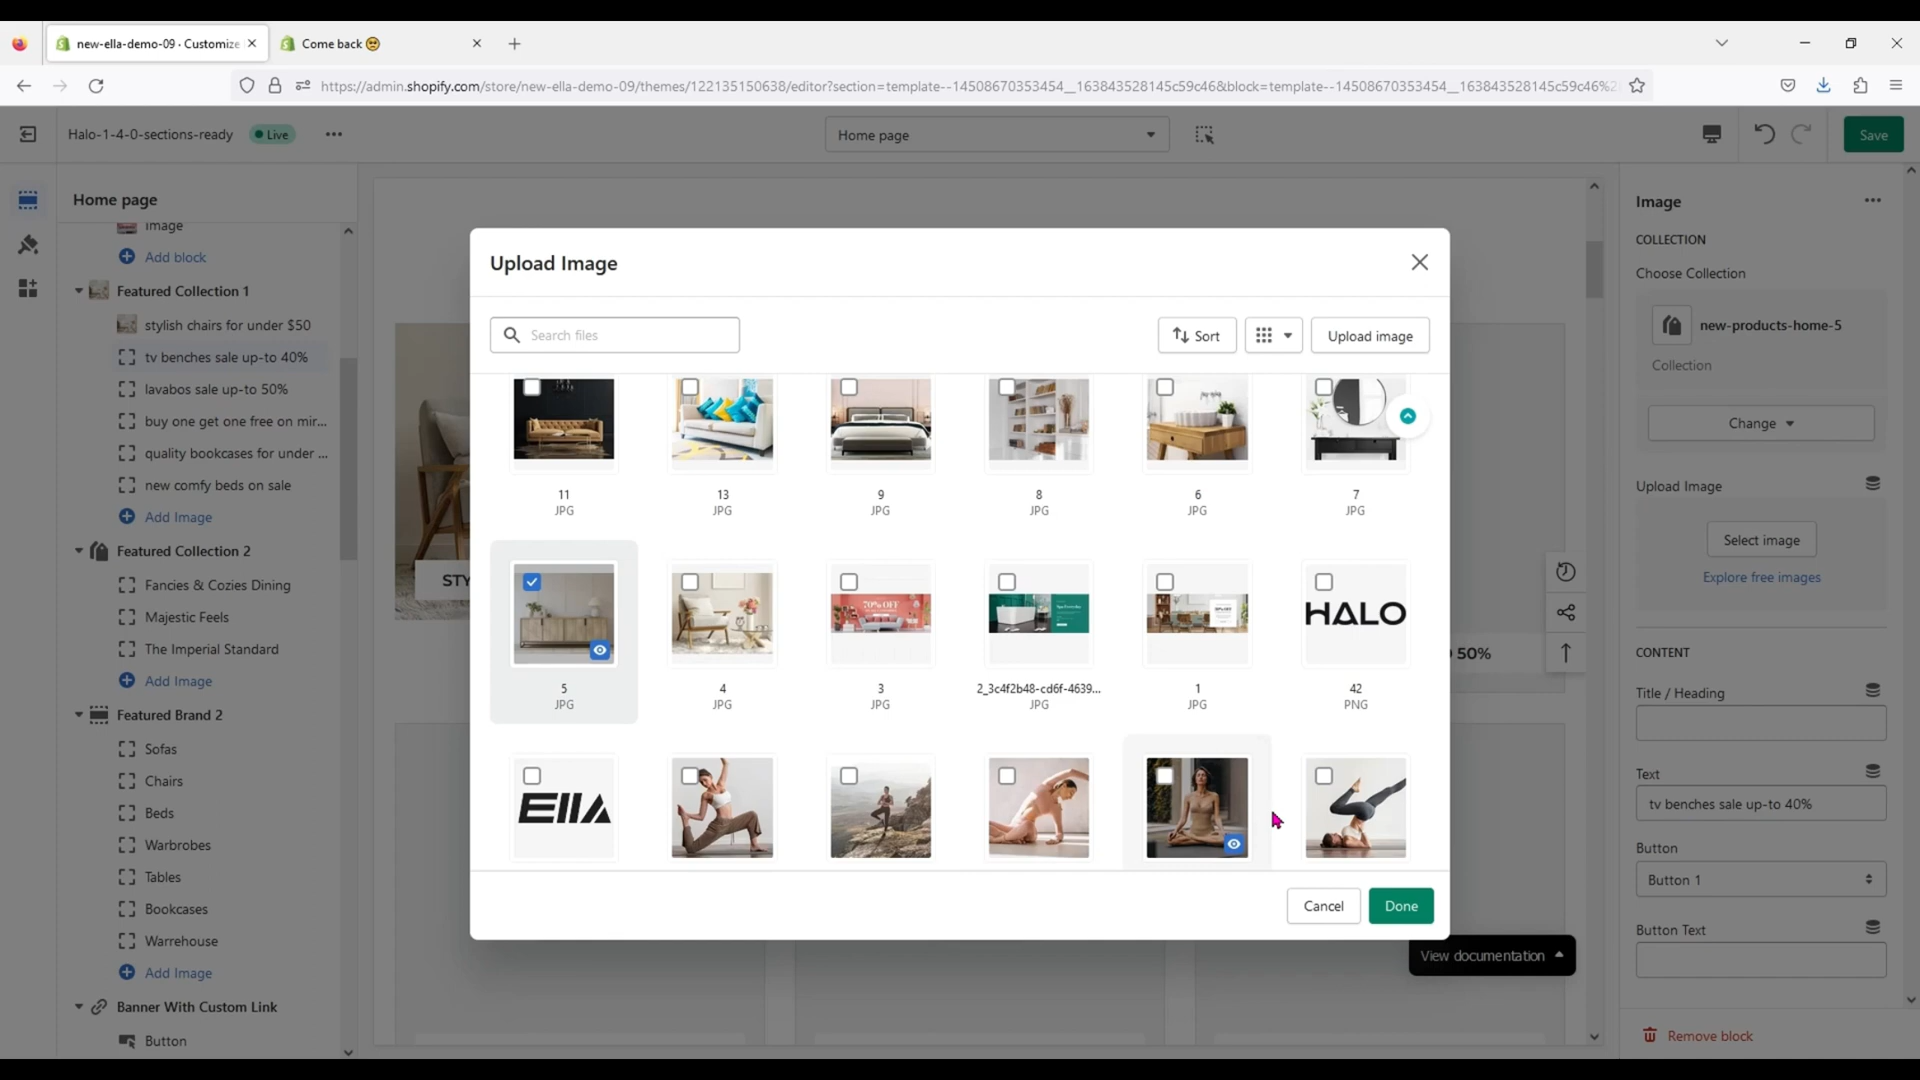 new-ella-demo-09 · Customize
Come back
https://admin.shopify.com/store/new-ella-demo-09/themes/122135150638/editor?section=template--14508670353454__163843528145c59c46&block=template--14508670353454__163843528145c59c46%2
Halo-1-4-0-sections-ready
Live
Home page
Save
Home page
Image
Add block
Featured Collection 1
stylish chairs for under $50
tv benches sale up-to 40%
lavabos sale up-to 50%
buy one get one free on mir...
quality bookcases for under ...
new comfy beds on sale
Add Image
Featured Collection 2
Fancies & Cozies Dining
Majestic Feels
The Imperial Standard
Add Image
Featured Brand 2
Sofas
Chairs
Beds
Warbrobes
Tables
Bookcases
Warrehouse
Add Image
Banner With Custom Link
Button
STY
50%
Upload Image
Search files
Sort
Upload image
11
JPG
13
JPG
9
JPG
8
JPG
6
JPG
7
JPG
5
JPG
4
JPG
70% OFF
3
JPG
2_3c4f2b48-cd6f-4639...
JPG
1
JPG
HALO
42
PNG
Ella
Cancel
Done
View documentation
Image
COLLECTION
Choose Collection
new-products-home-5
Collection
Change
Upload Image
Select image
Explore free images
CONTENT
Title / Heading
Text
tv benches sale up-to 40%
Button
Button 1
Button Text
Remove block